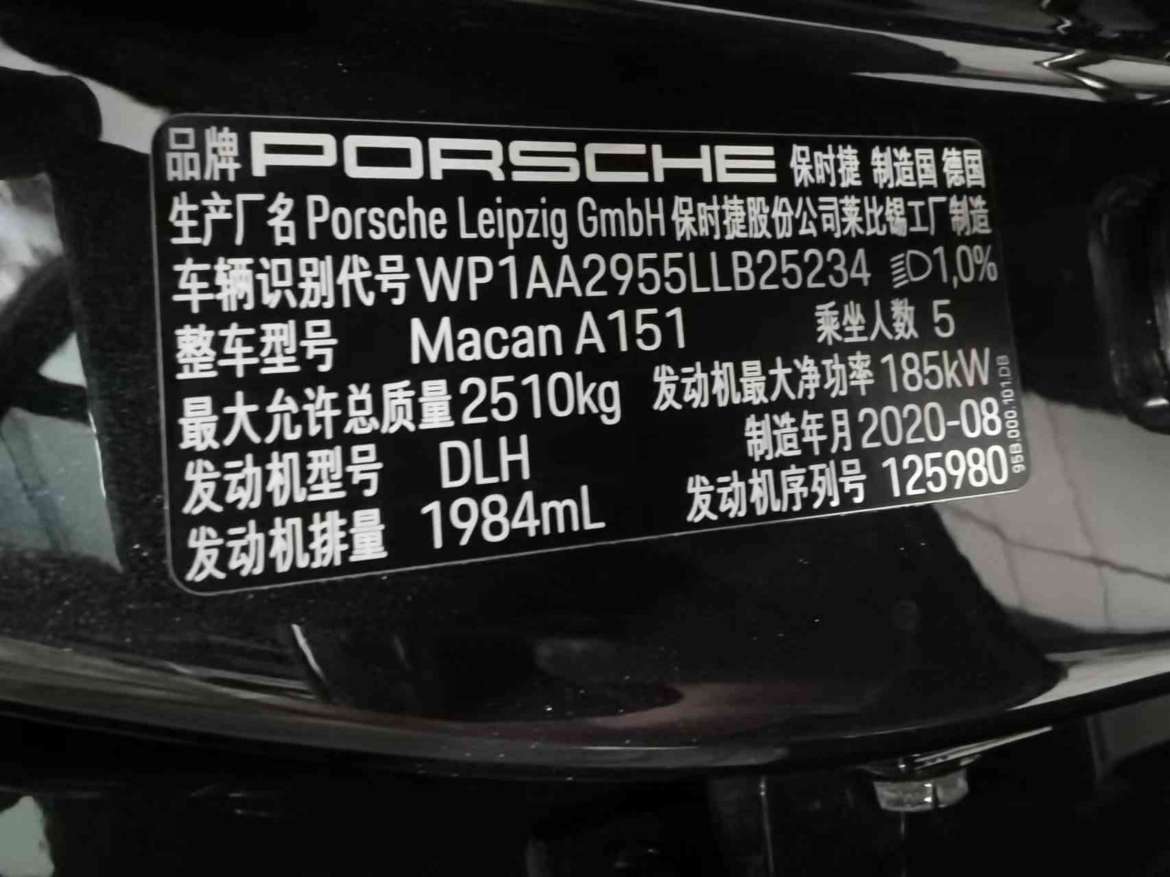 品牌 PORSCHE 保时捷 制造国 德国
生产厂名 Porsche Leipzig GmbH 保时捷股份公司莱比锡工厂制造
车辆识别代号 WP1AA2955LLB25234 1,0%
整车型号 Macan A151 乘坐人数 5
最大允许总质量 2510kg 发动机最大净功率 185kW
发动机型号 DLH 制造年月 2020-08
发动机排量 1984mL 发动机序列号 125980
95B.000.101.DB